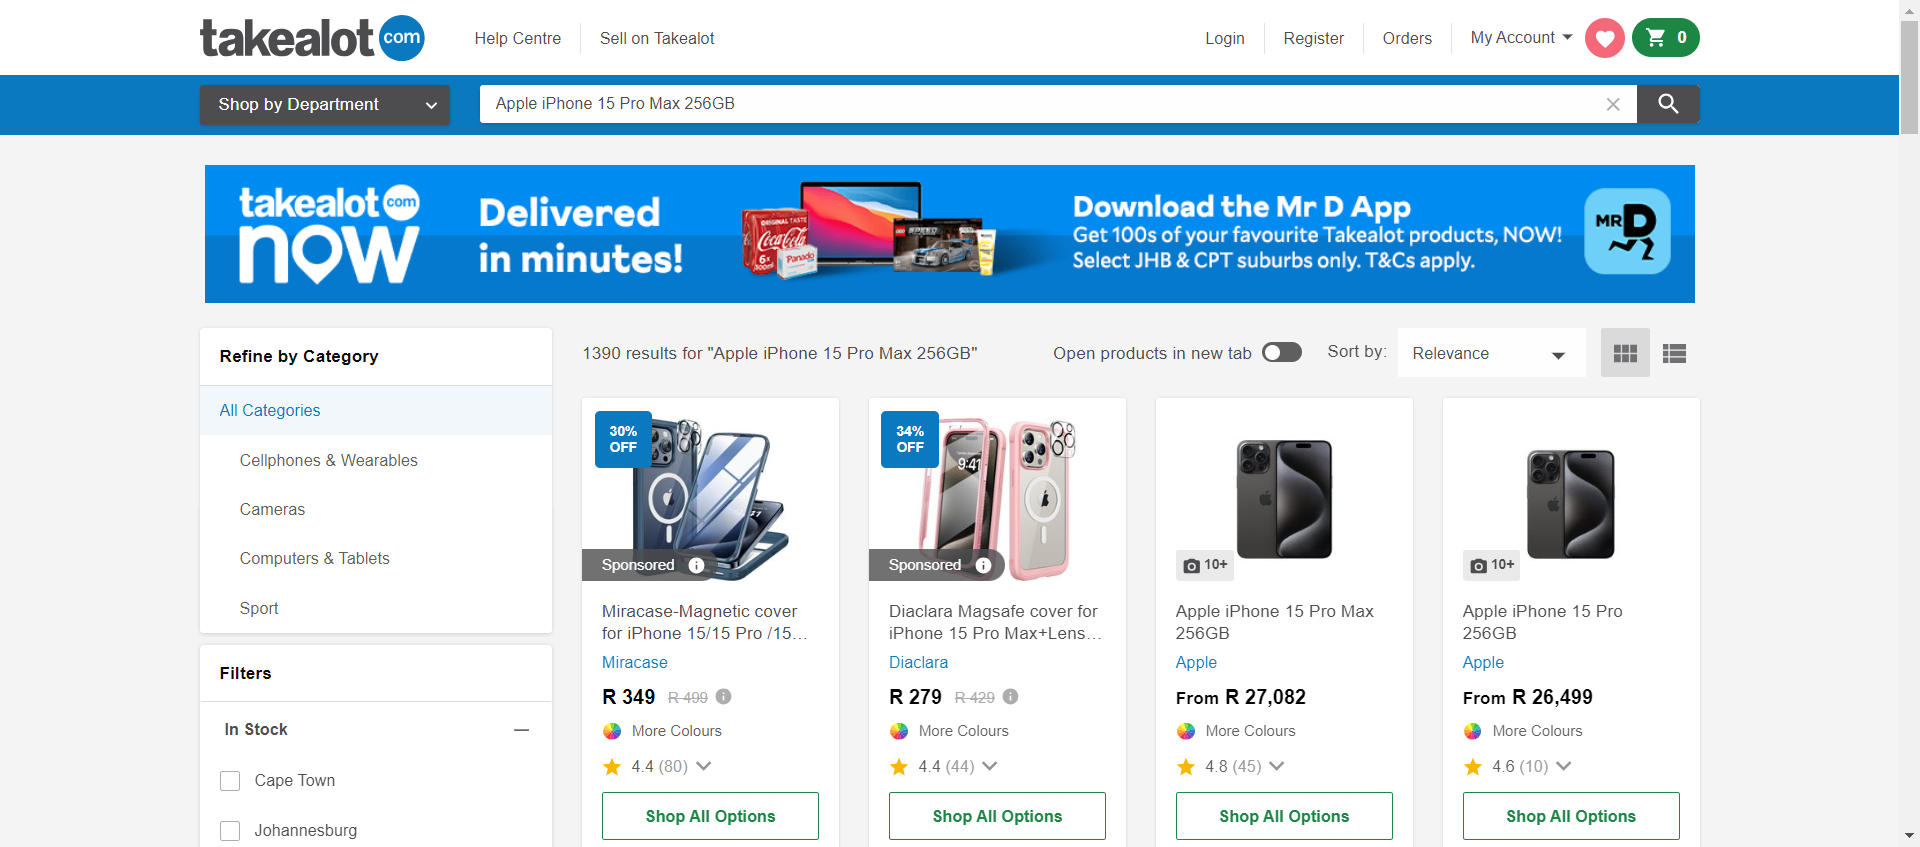 takealot com
Help Centre
Sell on Takealot
Login
Register
Orders
My Account
0
Shop by Department
Apple iPhone 15 Pro Max 256GB
takealot com
NOW
Delivered
in minutes!
ORIGINAL TASTE
Coca-Cola
Panado
SPEED
Download the Mr D App
Get 100s of your favourite Takealot products, NOW!
Select JHB & CPT suburbs only. T&Cs apply.
MR D
Refine by Category
All Categories
Cellphones & Wearables
Cameras
Computers & Tablets
Sport
Filters
In Stock
Cape Town
Johannesburg
1390 results for "Apple iPhone 15 Pro Max 256GB"
Open products in new tab
Sort by:
Relevance
30%
OFF
Sponsored
Miracase-Magnetic cover
for iPhone 15/15 Pro /15...
Miracase
R 349 R 499
More Colours
4.4 (80)
Shop All Options
34%
OFF
9:41
Sponsored
Diaclara Magsafe cover for
iPhone 15 Pro Max+Lens...
Diaclara
R 279 R 429
More Colours
4.4 (44)
Shop All Options
10+
Apple iPhone 15 Pro Max
256GB
Apple
From R 27,082
More Colours
4.8 (45)
Shop All Options
10+
Apple iPhone 15 Pro
256GB
Apple
From R 26,499
More Colours
4.6 (10)
Shop All Options